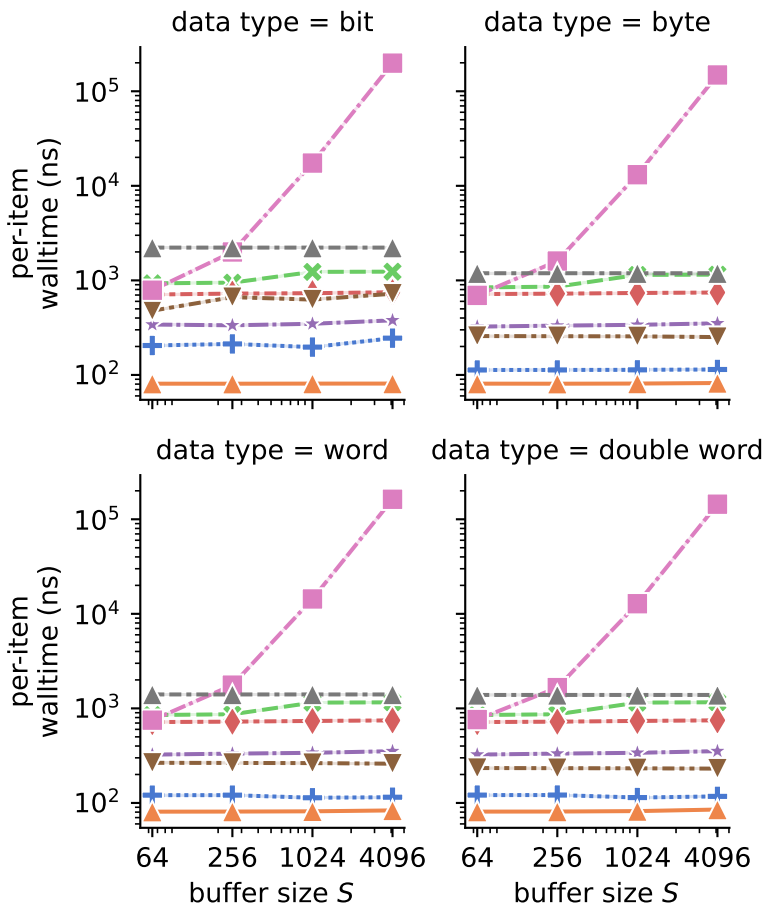 data type = bit
data type = byte
per-item
walltime (ns)
10⁵
10⁴
10³
10²
data type = word
data type = double word
per-item
walltime (ns)
10⁵
10⁴
10³
10²
64 256 1024 4096
64 256 1024 4096
buffer size S
buffer size S